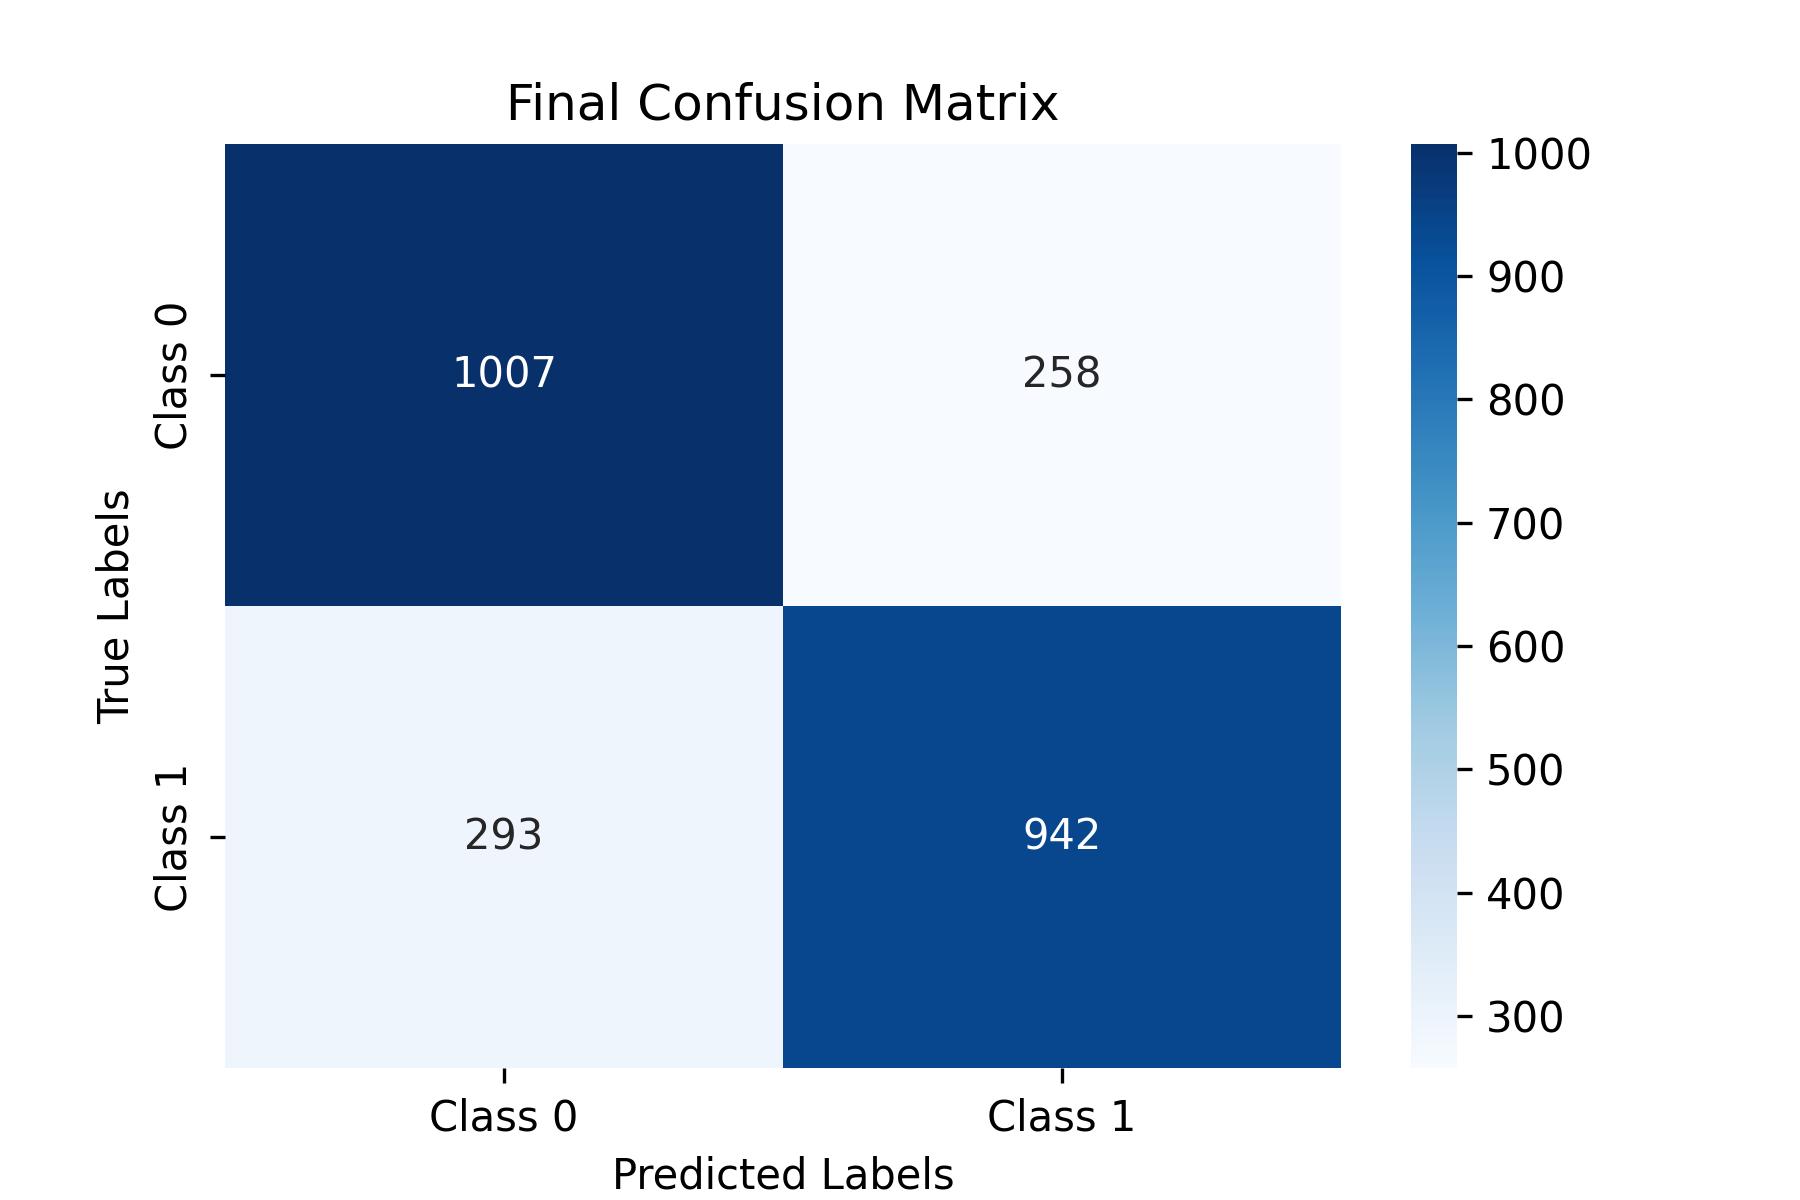 Final Confusion Matrix
True Labels
Class 0
Class 1
1007
258
293
942
Class 0
Class 1
Predicted Labels
1000
900
800
700
600
500
400
300